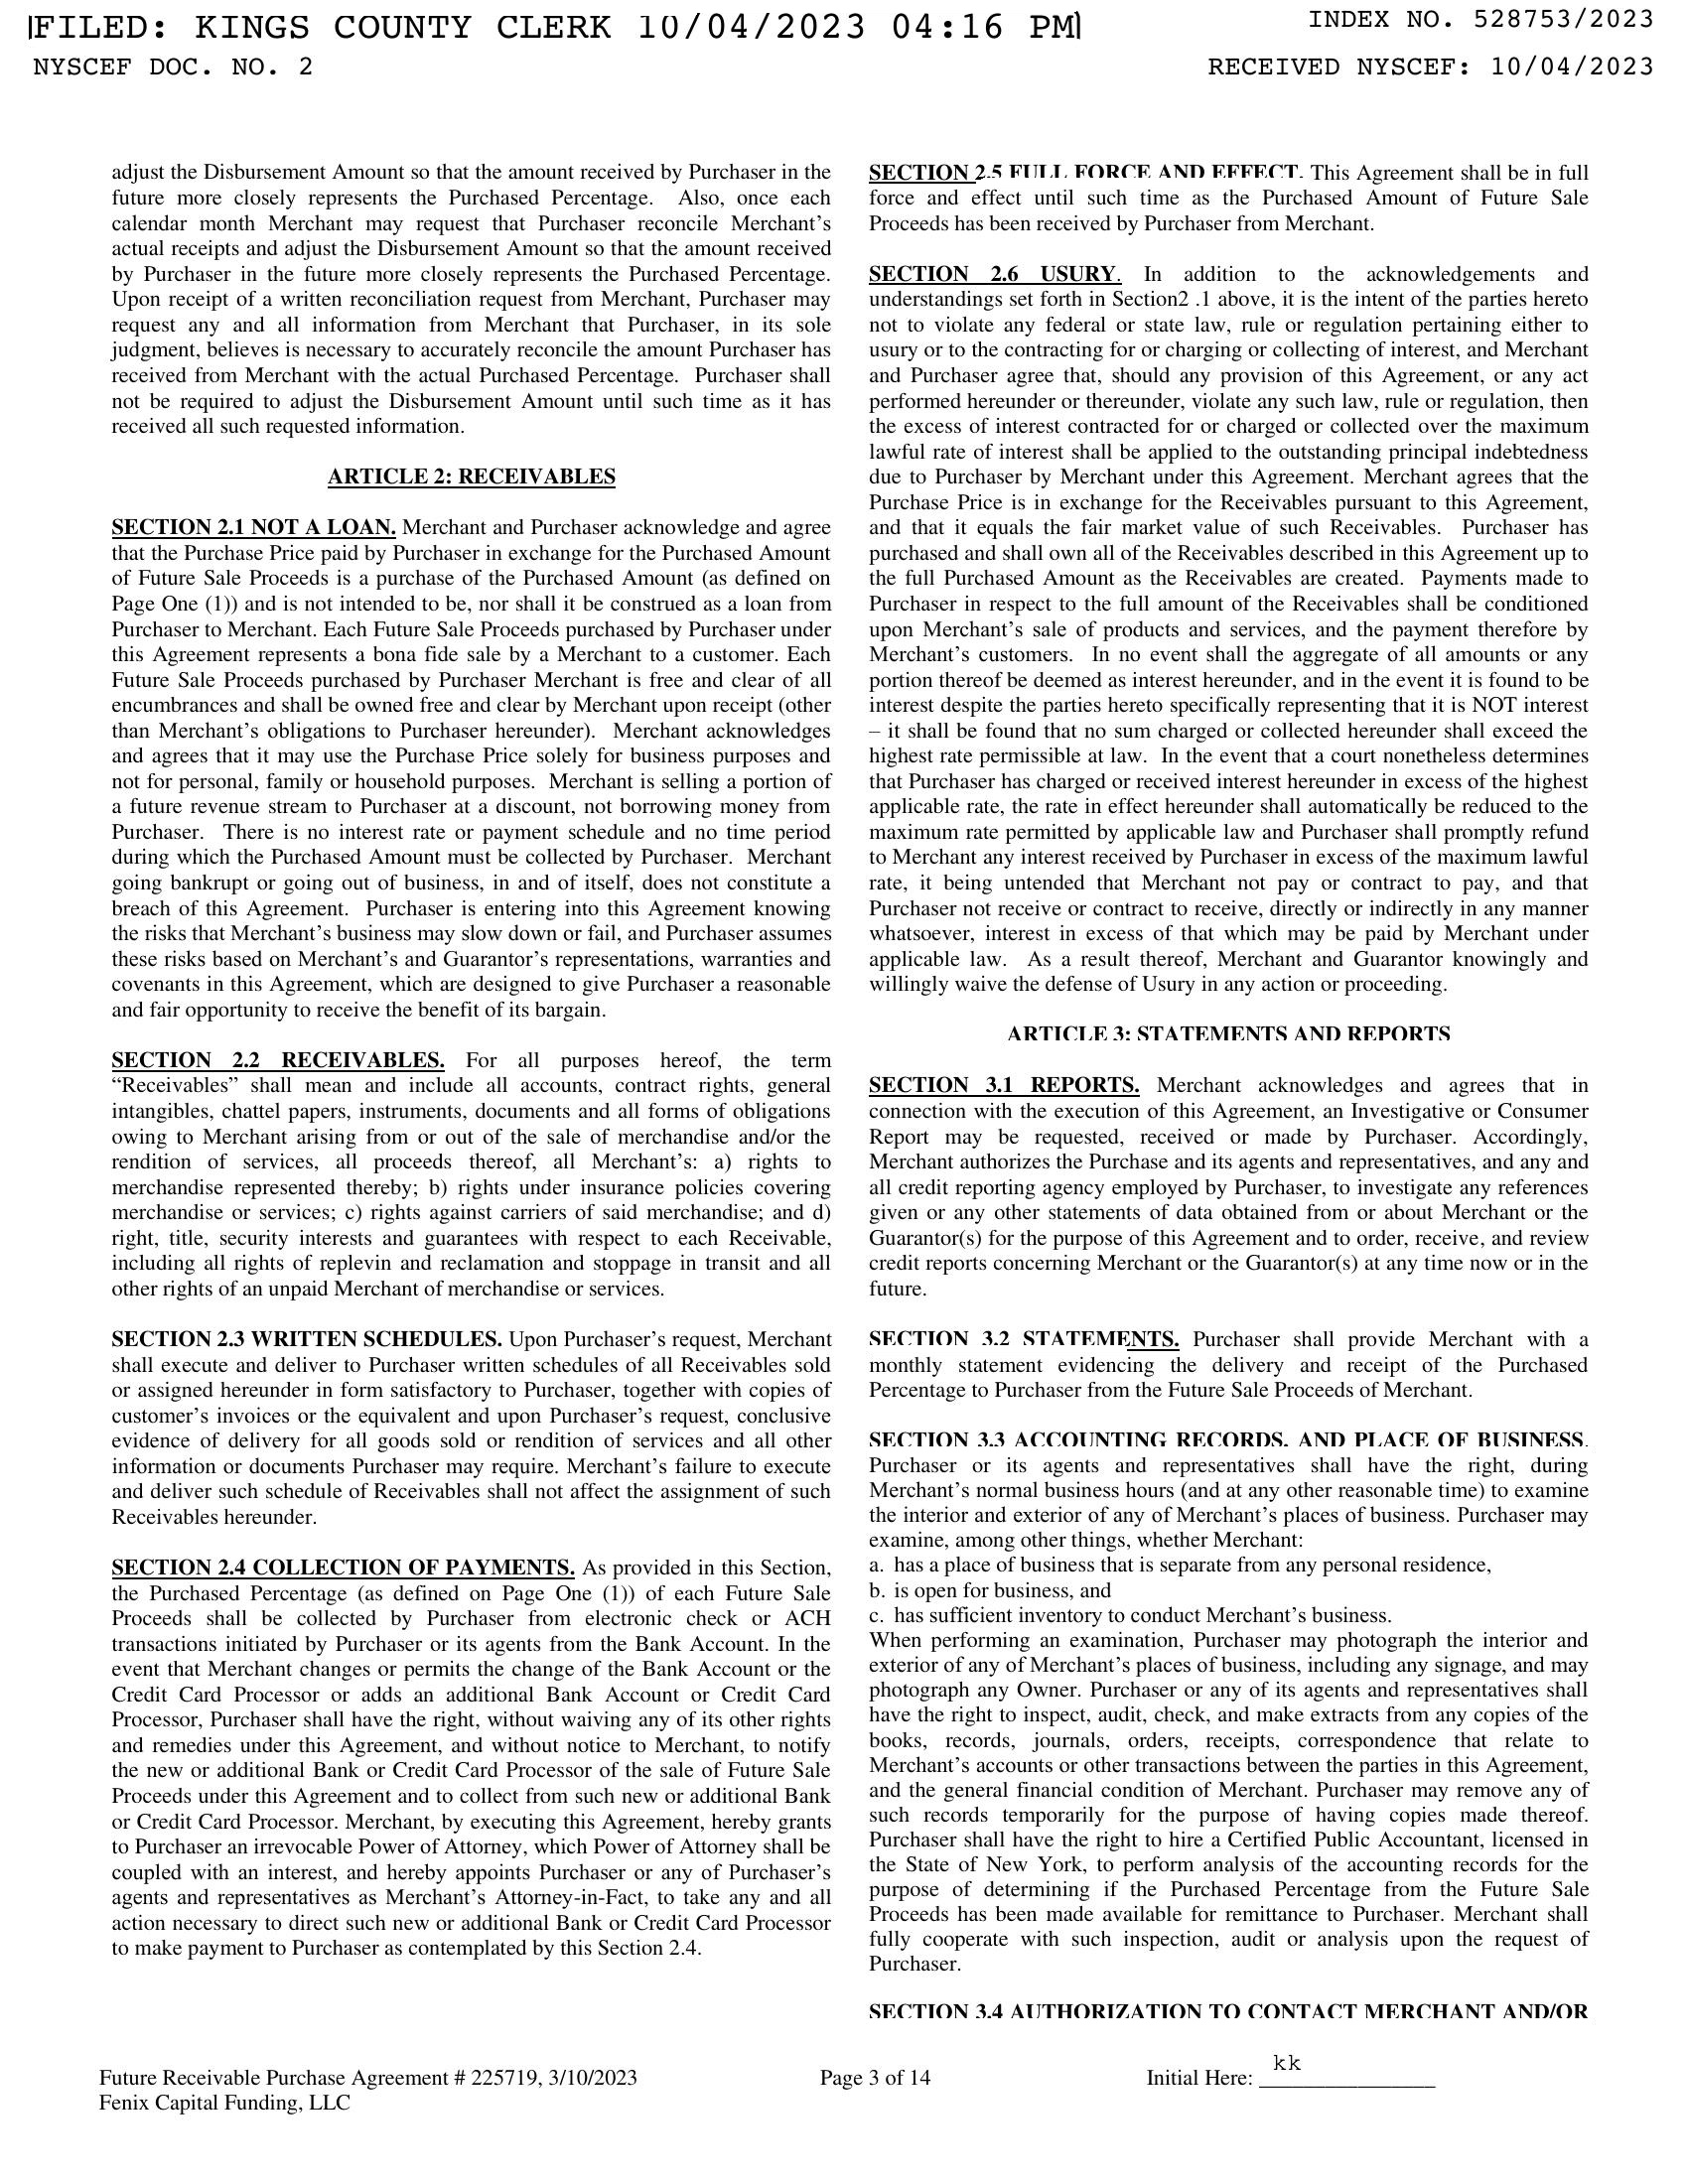 FILED: KINGS COUNTY CLERK 10/04/2023 04:16 PM
INDEX NO. 528753/2023
NYSCEF DOC. NO. 2
RECEIVED NYSCEF: 10/04/2023
adjust the Disbursement Amount so that the amount received by Purchaser in the
future more closely represents the Purchased Percentage. Also, once each
calendar month Merchant may request that Purchaser reconcile Merchant’s
actual receipts and adjust the Disbursement Amount so that the amount received
by Purchaser in the future more closely represents the Purchased Percentage.
Upon receipt of a written reconciliation request from Merchant, Purchaser may
request any and all information from Merchant that Purchaser, in its sole
judgment, believes is necessary to accurately reconcile the amount Purchaser has
received from Merchant with the actual Purchased Percentage. Purchaser shall
not be required to adjust the Disbursement Amount until such time as it has
received all such requested information.
ARTICLE 2: RECEIVABLES
SECTION 2.1 NOT A LOAN. Merchant and Purchaser acknowledge and agree
that the Purchase Price paid by Purchaser in exchange for the Purchased Amount
of Future Sale Proceeds is a purchase of the Purchased Amount (as defined on
Page One (1)) and is not intended to be, nor shall it be construed as a loan from
Purchaser to Merchant. Each Future Sale Proceeds purchased by Purchaser under
this Agreement represents a bona fide sale by a Merchant to a customer. Each
Future Sale Proceeds purchased by Purchaser Merchant is free and clear of all
encumbrances and shall be owned free and clear by Merchant upon receipt (other
than Merchant’s obligations to Purchaser hereunder). Merchant acknowledges
and agrees that it may use the Purchase Price solely for business purposes and
not for personal, family or household purposes. Merchant is selling a portion of
a future revenue stream to Purchaser at a discount, not borrowing money from
Purchaser. There is no interest rate or payment schedule and no time period
during which the Purchased Amount must be collected by Purchaser. Merchant
going bankrupt or going out of business, in and of itself, does not constitute a
breach of this Agreement. Purchaser is entering into this Agreement knowing
the risks that Merchant’s business may slow down or fail, and Purchaser assumes
these risks based on Merchant’s and Guarantor’s representations, warranties and
covenants in this Agreement, which are designed to give Purchaser a reasonable
and fair opportunity to receive the benefit of its bargain.
SECTION 2.2 RECEIVABLES. For all purposes hereof, the term
“Receivables” shall mean and include all accounts, contract rights, general
intangibles, chattel papers, instruments, documents and all forms of obligations
owing to Merchant arising from or out of the sale of merchandise and/or the
rendition of services, all proceeds thereof, all Merchant’s: a) rights to
merchandise represented thereby; b) rights under insurance policies covering
merchandise or services; c) rights against carriers of said merchandise; and d)
right, title, security interests and guarantees with respect to each Receivable,
including all rights of replevin and reclamation and stoppage in transit and all
other rights of an unpaid Merchant of merchandise or services.
SECTION 2.3 WRITTEN SCHEDULES. Upon Purchaser’s request, Merchant
shall execute and deliver to Purchaser written schedules of all Receivables sold
or assigned hereunder in form satisfactory to Purchaser, together with copies of
customer’s invoices or the equivalent and upon Purchaser’s request, conclusive
evidence of delivery for all goods sold or rendition of services and all other
information or documents Purchaser may require. Merchant’s failure to execute
and deliver such schedule of Receivables shall not affect the assignment of such
Receivables hereunder.
SECTION 2.4 COLLECTION OF PAYMENTS. As provided in this Section,
the Purchased Percentage (as defined on Page One (1)) of each Future Sale
Proceeds shall be collected by Purchaser from electronic check or ACH
transactions initiated by Purchaser or its agents from the Bank Account. In the
event that Merchant changes or permits the change of the Bank Account or the
Credit Card Processor or adds an additional Bank Account or Credit Card
Processor, Purchaser shall have the right, without waiving any of its other rights
and remedies under this Agreement, and without notice to Merchant, to notify
the new or additional Bank or Credit Card Processor of the sale of Future Sale
Proceeds under this Agreement and to collect from such new or additional Bank
or Credit Card Processor. Merchant, by executing this Agreement, hereby grants
to Purchaser an irrevocable Power of Attorney, which Power of Attorney shall be
coupled with an interest, and hereby appoints Purchaser or any of Purchaser’s
agents and representatives as Merchant’s Attorney-in-Fact, to take any and all
action necessary to direct such new or additional Bank or Credit Card Processor
to make payment to Purchaser as contemplated by this Section 2.4.
SECTION 2.5 FULL FORCE AND EFFECT. This Agreement shall be in full
force and effect until such time as the Purchased Amount of Future Sale
Proceeds has been received by Purchaser from Merchant.
SECTION 2.6 USURY. In addition to the acknowledgements and
understandings set forth in Section2 .1 above, it is the intent of the parties hereto
not to violate any federal or state law, rule or regulation pertaining either to
usury or to the contracting for or charging or collecting of interest, and Merchant
and Purchaser agree that, should any provision of this Agreement, or any act
performed hereunder or thereunder, violate any such law, rule or regulation, then
the excess of interest contracted for or charged or collected over the maximum
lawful rate of interest shall be applied to the outstanding principal indebtedness
due to Purchaser by Merchant under this Agreement. Merchant agrees that the
Purchase Price is in exchange for the Receivables pursuant to this Agreement,
and that it equals the fair market value of such Receivables. Purchaser has
purchased and shall own all of the Receivables described in this Agreement up to
the full Purchased Amount as the Receivables are created. Payments made to
Purchaser in respect to the full amount of the Receivables shall be conditioned
upon Merchant’s sale of products and services, and the payment therefore by
Merchant’s customers. In no event shall the aggregate of all amounts or any
portion thereof be deemed as interest hereunder, and in the event it is found to be
interest despite the parties hereto specifically representing that it is NOT interest
– it shall be found that no sum charged or collected hereunder shall exceed the
highest rate permissible at law. In the event that a court nonetheless determines
that Purchaser has charged or received interest hereunder in excess of the highest
applicable rate, the rate in effect hereunder shall automatically be reduced to the
maximum rate permitted by applicable law and Purchaser shall promptly refund
to Merchant any interest received by Purchaser in excess of the maximum lawful
rate, it being untended that Merchant not pay or contract to pay, and that
Purchaser not receive or contract to receive, directly or indirectly in any manner
whatsoever, interest in excess of that which may be paid by Merchant under
applicable law. As a result thereof, Merchant and Guarantor knowingly and
willingly waive the defense of Usury in any action or proceeding.
ARTICLE 3: STATEMENTS AND REPORTS
SECTION 3.1 REPORTS. Merchant acknowledges and agrees that in
connection with the execution of this Agreement, an Investigative or Consumer
Report may be requested, received or made by Purchaser. Accordingly,
Merchant authorizes the Purchase and its agents and representatives, and any and
all credit reporting agency employed by Purchaser, to investigate any references
given or any other statements of data obtained from or about Merchant or the
Guarantor(s) for the purpose of this Agreement and to order, receive, and review
credit reports concerning Merchant or the Guarantor(s) at any time now or in the
future.
SECTION 3.2 STATEMENTS. Purchaser shall provide Merchant with a
monthly statement evidencing the delivery and receipt of the Purchased
Percentage to Purchaser from the Future Sale Proceeds of Merchant.
SECTION 3.3 ACCOUNTING RECORDS, AND PLACE OF BUSINESS.
Purchaser or its agents and representatives shall have the right, during
Merchant’s normal business hours (and at any other reasonable time) to examine
the interior and exterior of any of Merchant’s places of business. Purchaser may
examine, among other things, whether Merchant:
a. has a place of business that is separate from any personal residence,
b. is open for business, and
c. has sufficient inventory to conduct Merchant’s business.
When performing an examination, Purchaser may photograph the interior and
exterior of any of Merchant’s places of business, including any signage, and may
photograph any Owner. Purchaser or any of its agents and representatives shall
have the right to inspect, audit, check, and make extracts from any copies of the
books, records, journals, orders, receipts, correspondence that relate to
Merchant’s accounts or other transactions between the parties in this Agreement,
and the general financial condition of Merchant. Purchaser may remove any of
such records temporarily for the purpose of having copies made thereof.
Purchaser shall have the right to hire a Certified Public Accountant, licensed in
the State of New York, to perform analysis of the accounting records for the
purpose of determining if the Purchased Percentage from the Future Sale
Proceeds has been made available for remittance to Purchaser. Merchant shall
fully cooperate with such inspection, audit or analysis upon the request of
Purchaser.
SECTION 3.4 AUTHORIZATION TO CONTACT MERCHANT AND/OR
Future Receivable Purchase Agreement # 225719, 3/10/2023
Fenix Capital Funding, LLC
Page 3 of 14
Initial Here: kk